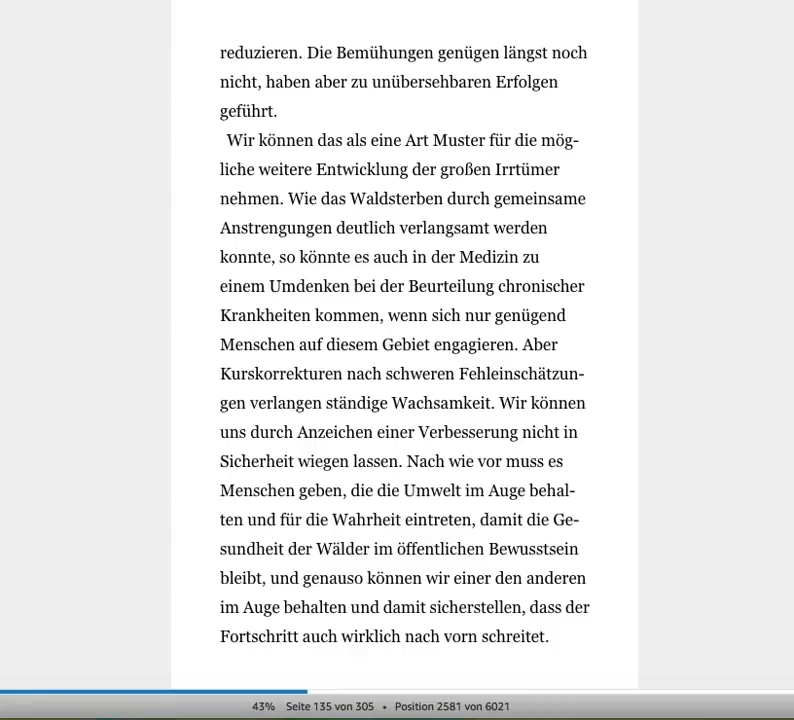 reduzieren. Die Bemühungen genügen längst noch
nicht, haben aber zu unübersehbaren Erfolgen
geführt.
Wir können das als eine Art Muster für die mög-
liche weitere Entwicklung der großen Irrtümer
nehmen. Wie das Waldsterben durch gemeinsame
Anstrengungen deutlich verlangsamt werden
konnte, so könnte es auch in der Medizin zu
einem Umdenken bei der Beurteilung chronischer
Krankheiten kommen, wenn sich nur genügend
Menschen auf diesem Gebiet engagieren. Aber
Kurskorrekturen nach schweren Fehleinschätzun-
gen verlangen ständige Wachsamkeit. Wir können
uns durch Anzeichen einer Verbesserung nicht in
Sicherheit wiegen lassen. Nach wie vor muss es
Menschen geben, die die Umwelt im Auge behal-
ten und für die Wahrheit eintreten, damit die Ge-
sundheit der Wälder im öffentlichen Bewusstsein
bleibt, und genauso können wir einer den anderen
im Auge behalten und damit sicherstellen, dass der
Fortschritt auch wirklich nach vorn schreitet.
43% Seite 135 von 305 • Position 2581 von 6021